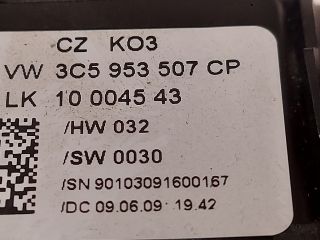 CZ KO3
VW 3C5 953 507 CP
LK 10 0045 43
/HW 032
/SW 0030
/SN 90103091600167
/DC 09.06.09 19.42